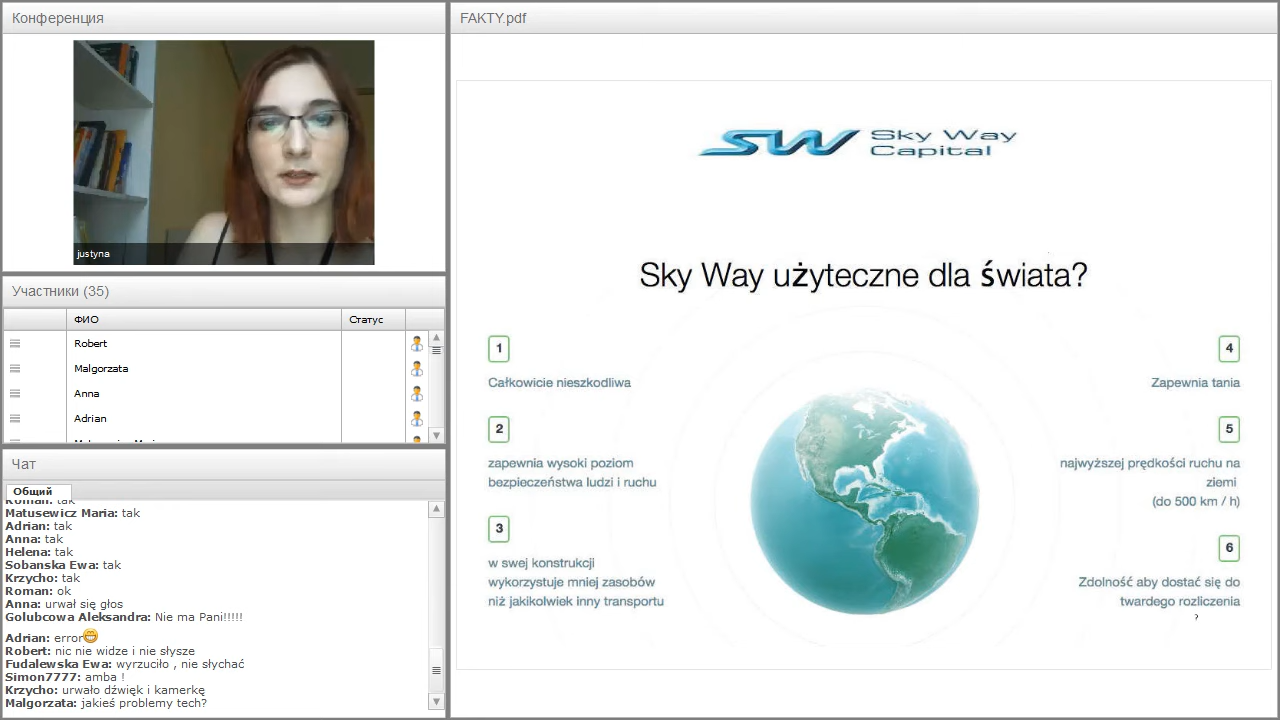 Конференция
justyna
Участники (35)
ФИО
Статус
Robert
Malgorzata
Anna
Adrian
Чат
Общий
Roman: tak
Matusewicz Maria: tak
Adrian: tak
Anna: tak
Helena: tak
Sobanska Ewa: tak
Krzycho: tak
Roman: ok
Anna: urwał się głos
Golubcowa Aleksandra: Nie ma Pani!!!!!
Adrian: error
Robert: nic nie widze i nie słysze
Fudalewska Ewa: wyrzuciło , nie słychać
Simon7777: amba !
Krzycho: urwało dźwięk i kamerkę
Malgorzata: jakieś problemy tech?
FAKTY.pdf
SW Sky Way
Capital
Sky Way użyteczne dla świata?
1
Całkowicie nieszkodliwa
2
zapewnia wysoki poziom
bezpieczeństwa ludzi i ruchu
3
w swej konstrukcji
wykorzystuje mniej zasobów
niż jakikolwiek inny transportu
4
Zapewnia tania
5
najwyższej prędkości ruchu na
ziemi
(do 500 km / h)
6
Zdolność aby dostać się do
twardego rozliczenia
?